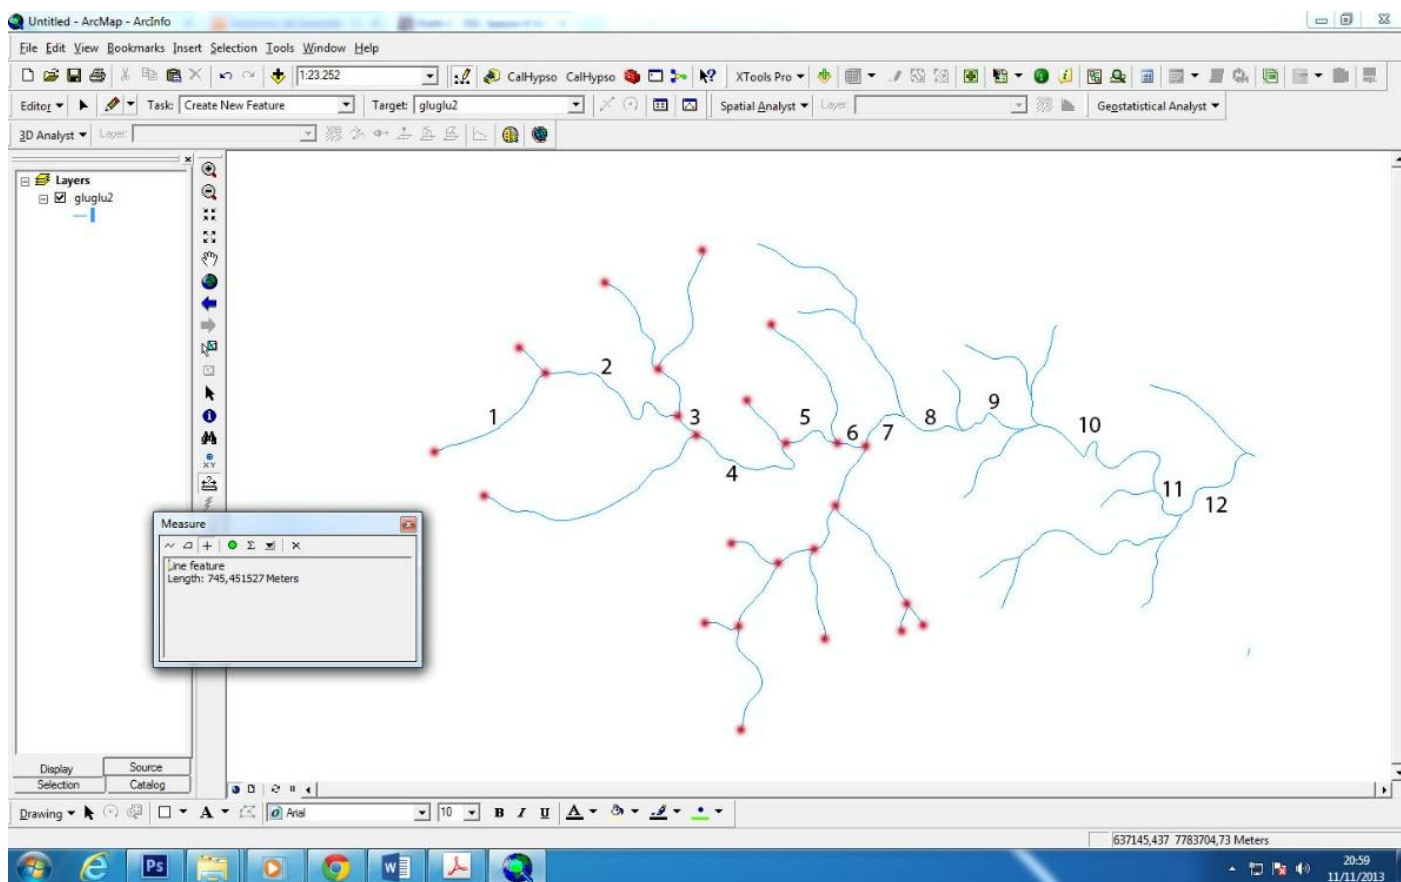 Untitled - ArcMap - ArcInfo
File Edit View Bookmarks Insert Selection Tools Window Help
1:23.252 CalHypso CalHypso XTools Pro
Editor Task: Create New Feature Target: gluglu2 Spatial Analyst Layer: Geostatistical Analyst
3D Analyst Layer:
Layers
gluglu2
XY
1
2
3
4
5
6
7
8
9
10
11
12
Measure
Line feature
Length: 745,451527 Meters
Display Source
Selection Catalog
Drawing A Arial 10 B I U A
637145,437 7783704,73 Meters
Ps
20:59
11/11/2013